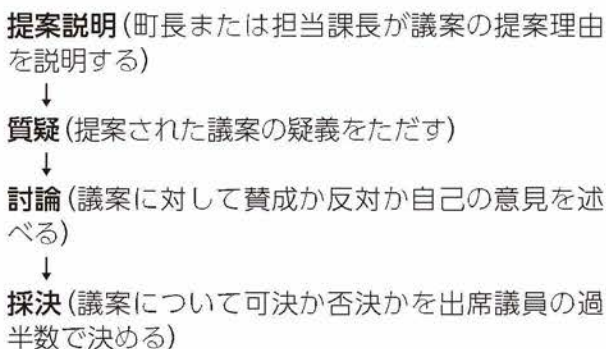 提案説明(町長または担当課長が議案の提案理由
を説明する)
↓
質疑(提案された議案の疑義をただす)
↓
討論(議案に対して賛成か反対か自己の意見を述
べる)
↓
採決(議案について可決か否決かを出席議員の過
半数で決める)